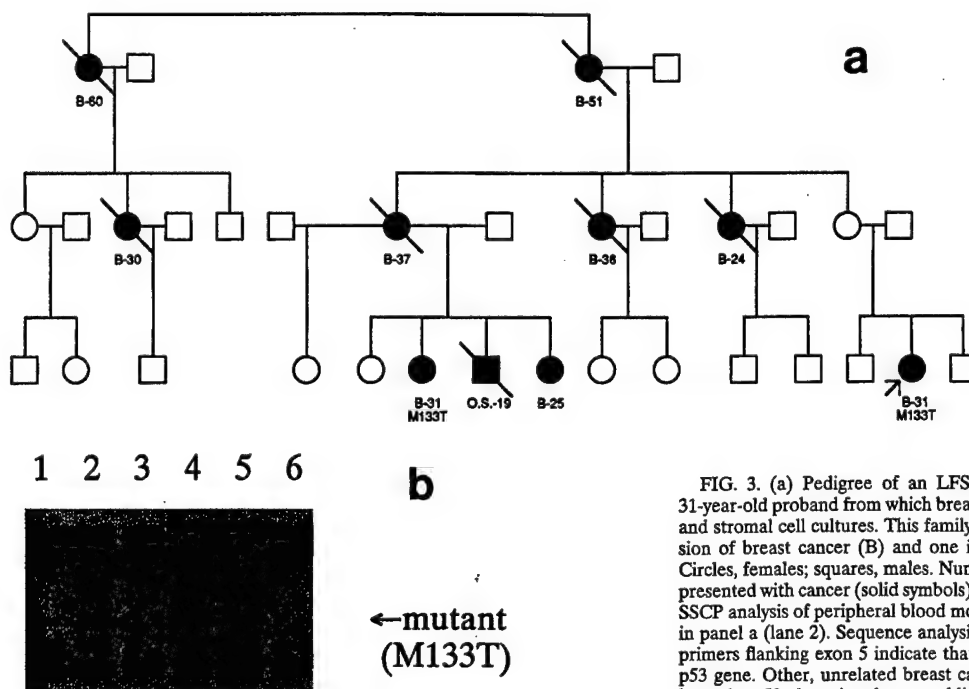 a
B-60
B-51
B-30
B-37
B-36
B-24
B-31
M133T
O.S.-19
B-25
B-31
M133T
1 2 3 4 5 6
b
←mutant
(M133T)
FIG. 3. (a) Pedigree of an LFS
31-year-old proband from which brea
and stromal cell cultures. This family
sion of breast cancer (B) and one i
Circles, females; squares, males. Nun
presented with cancer (solid symbols)
SSCP analysis of peripheral blood mo
in panel a (lane 2). Sequence analysi
primers flanking exon 5 indicate tha
p53 gene. Other, unrelated breast ca